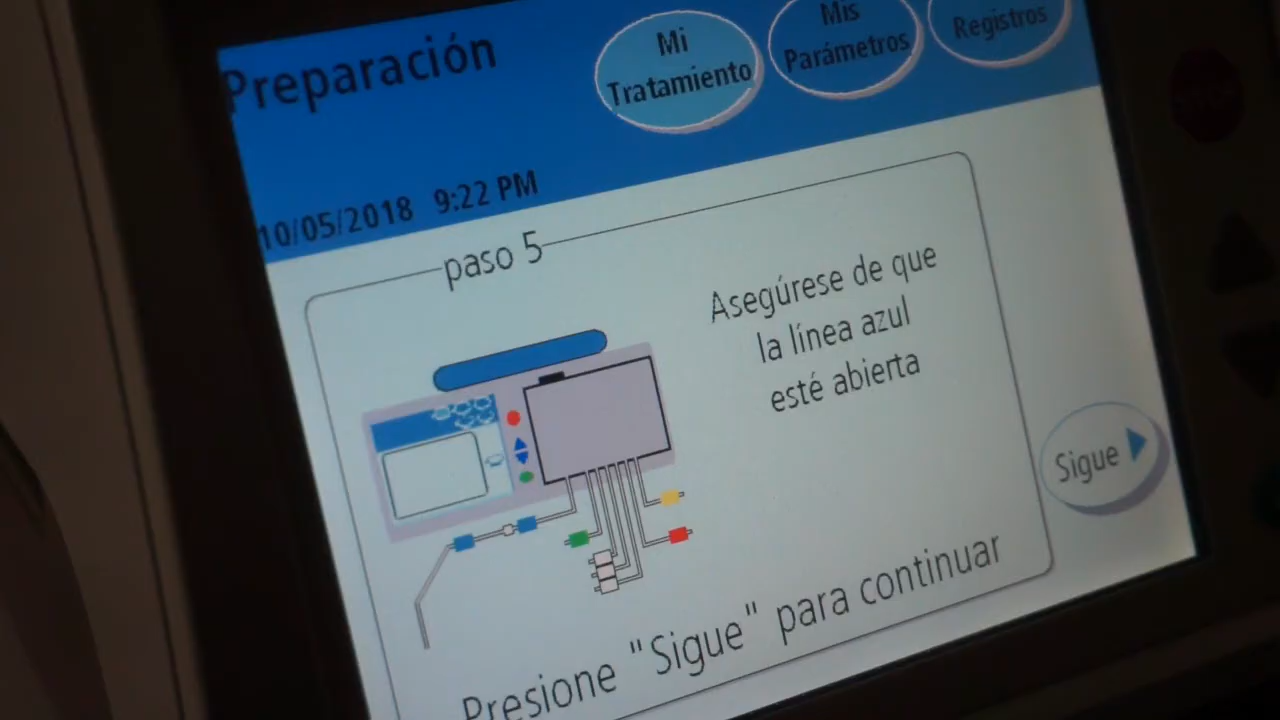 Preparación
Mi
Tratamiento
Mis
Parámetros
Registros
10/05/2018 9:22 PM
paso 5
Asegúrese de que
la línea azul
esté abierta
Sigue
Presione "Sigue" para continuar